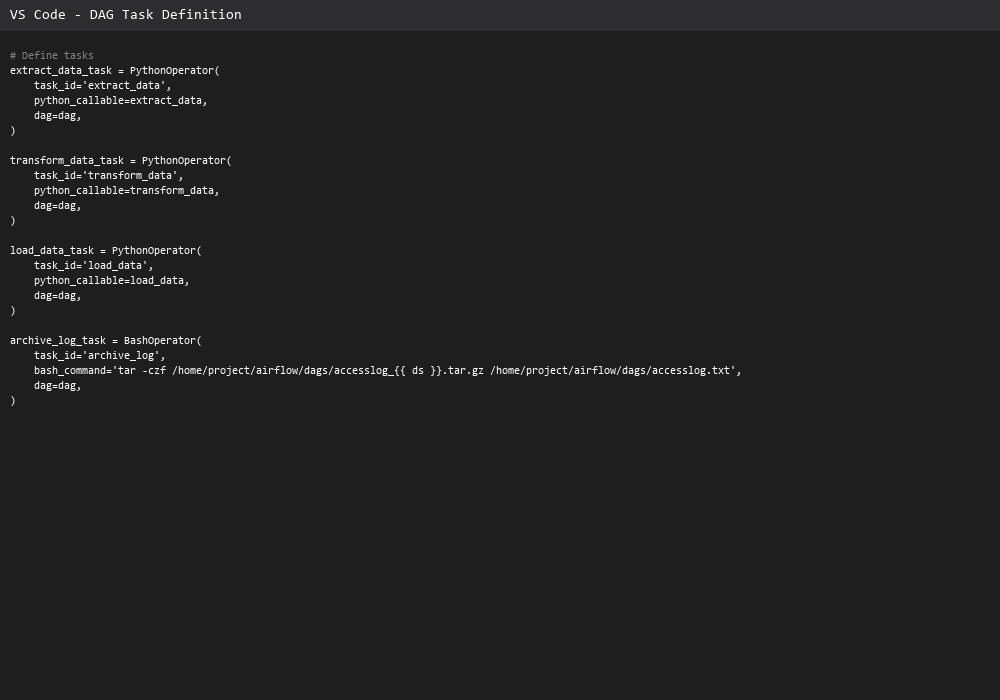 VS Code - DAG Task Definition
# Define tasks
extract_data_task = PythonOperator(
    task_id='extract_data',
    python_callable=extract_data,
    dag=dag,
)
transform_data_task = PythonOperator(
    task_id='transform_data',
    python_callable=transform_data,
    dag=dag,
)
load_data_task = PythonOperator(
    task_id='load_data',
    python_callable=load_data,
    dag=dag,
)
archive_log_task = BashOperator(
    task_id='archive_log',
    bash_command='tar -czf /home/project/airflow/dags/accesslog_{{ ds }}.tar.gz /home/project/airflow/dags/accesslog.txt',
    dag=dag,
)